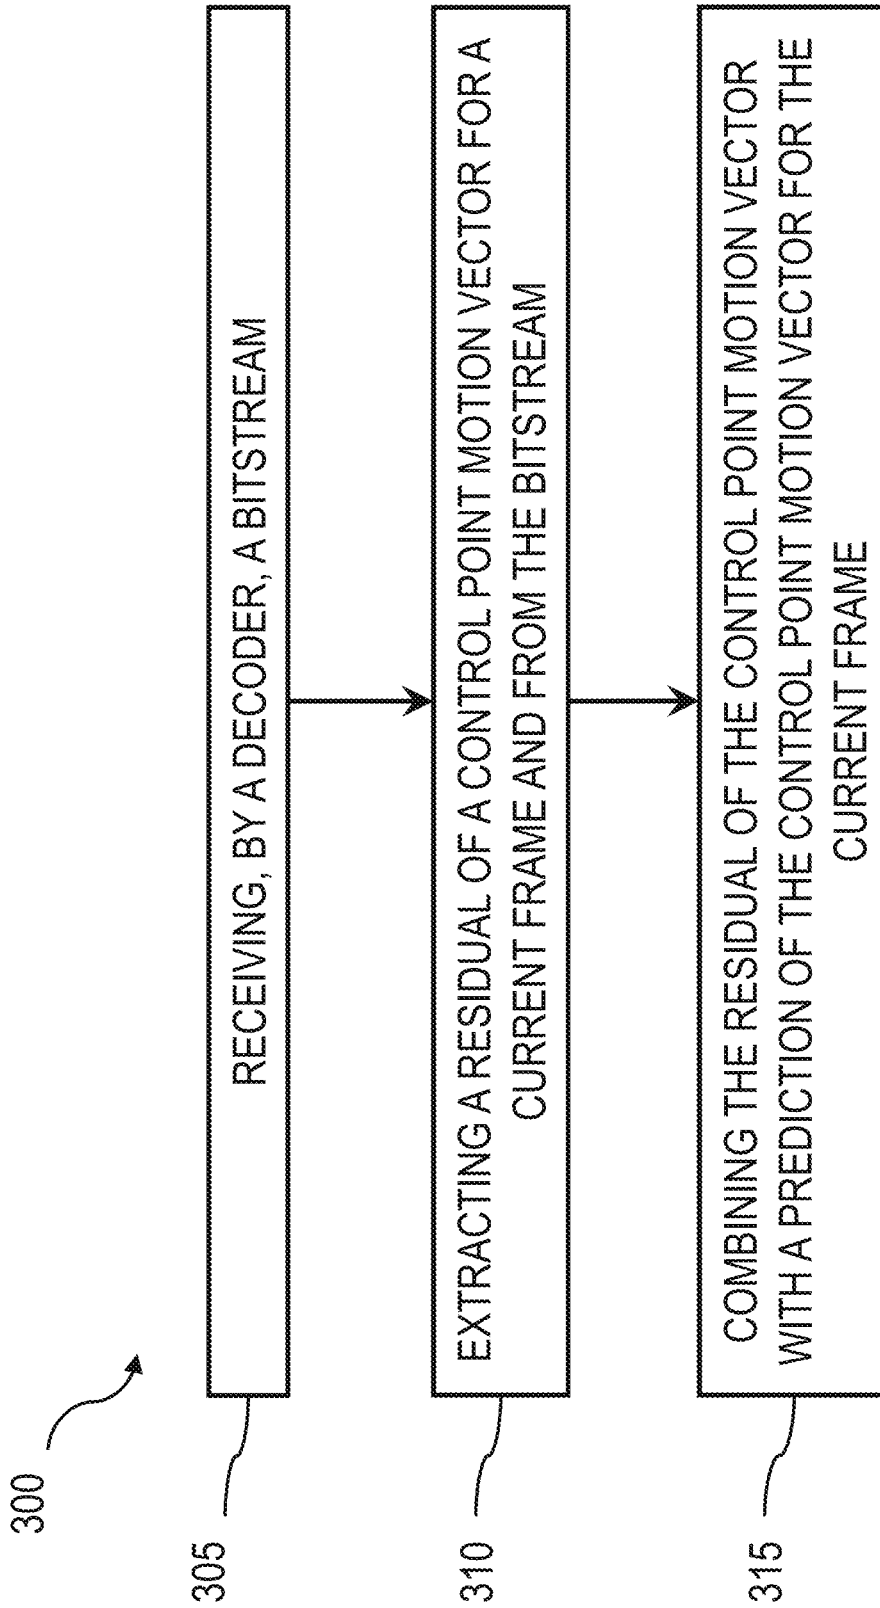 300
305
RECEIVING, BY A DECODER, A BITSTREAM
310
EXTRACTING A RESIDUAL OF A CONTROL POINT MOTION VECTOR FOR A
CURRENT FRAME AND FROM THE BITSTREAM
315
COMBINING THE RESIDUAL OF THE CONTROL POINT MOTION VECTOR
WITH A PREDICTION OF THE CONTROL POINT MOTION VECTOR FOR THE
CURRENT FRAME